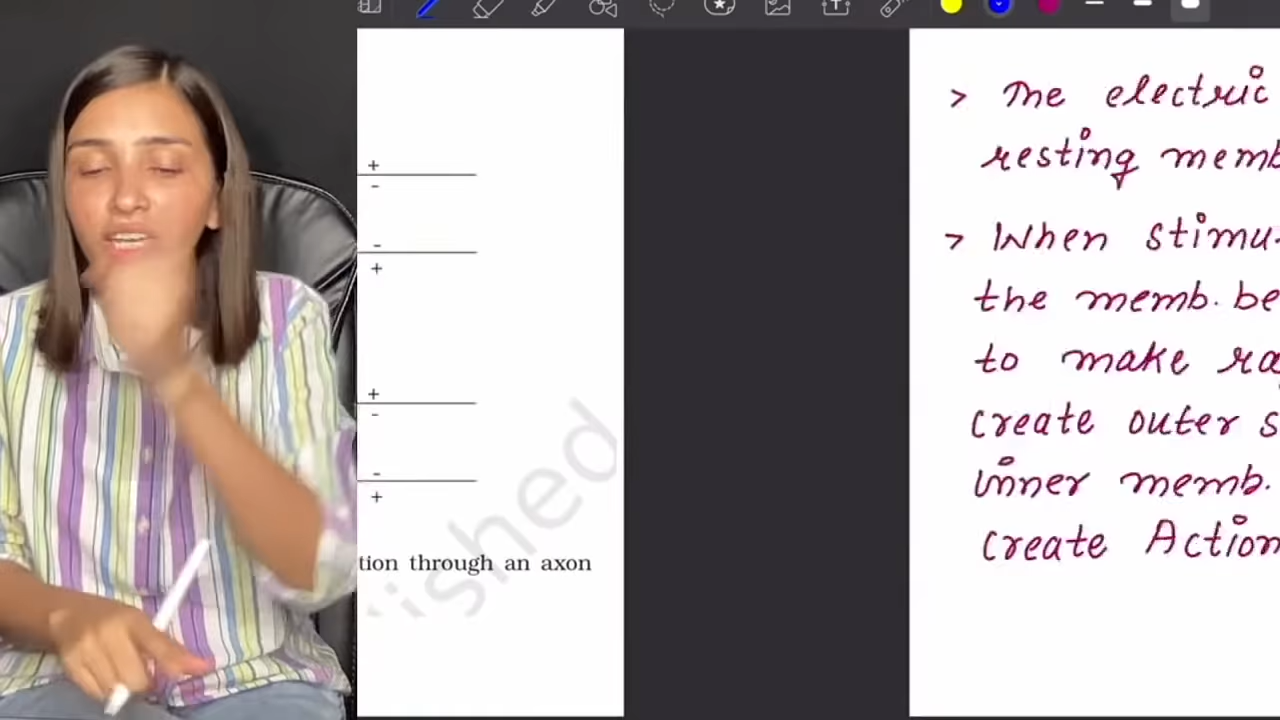 +
-
-
+
+
-
-
+
tion through an axon
ished
> The electric
resting memb
> When stimu
the memb. be
to make ra
create outer s
inner memb.
create Action